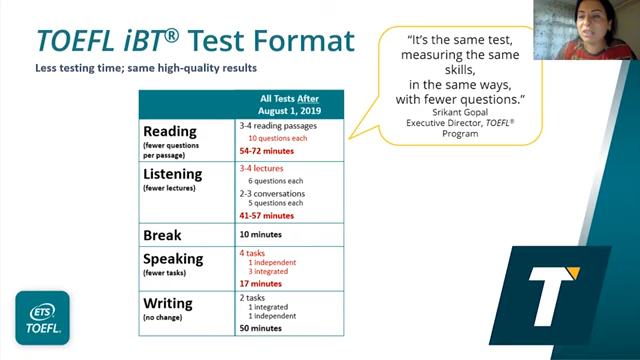 TOEFL iBT® Test Format
Less testing time; same high-quality results
“It’s the same test,
measuring the same
skills,
in the same ways,
with fewer questions.”
Srikant Gopal
Executive Director, TOEFL®
Program
All Tests After
August 1, 2019
Reading
(fewer questions
per passage)
3-4 reading passages
10 questions each
54-72 minutes
Listening
(fewer lectures)
3-4 lectures
6 questions each
2-3 conversations
5 questions each
41-57 minutes
Break
10 minutes
Speaking
(fewer tasks)
4 tasks
1 independent
3 integrated
17 minutes
Writing
(no change)
2 tasks
1 integrated
1 independent
50 minutes
ETS
TOEFL
T